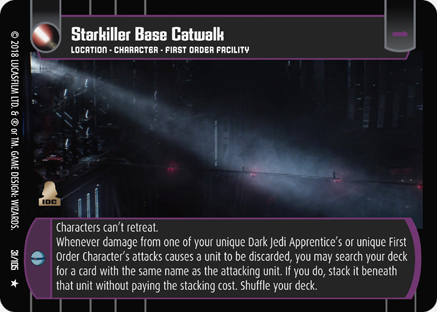 Starkiller Base Catwalk
LOCATION - CHARACTER - FIRST ORDER FACILITY
IDC
Characters can't retreat.
Whenever damage from one of your unique Dark Jedi Apprentice's or unique First
Order Character's attacks causes a unit to be discarded, you may search your deck
for a card with the same name as the attacking unit. If you do, stack it beneath
that unit without paying the stacking cost. Shuffle your deck.
© 2018 LUCASFILM LTD. & ® or TM. GAME DESIGN: WIZARDS.